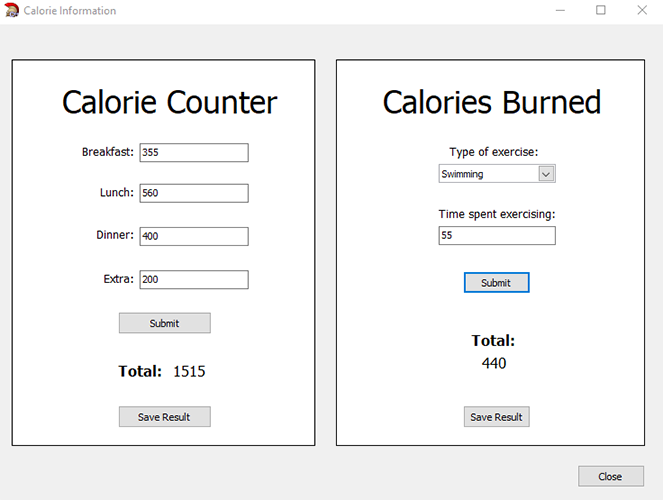 Calorie Information
Calorie Counter
Breakfast: 355
Lunch: 560
Dinner: 400
Extra: 200
Submit
Total: 1515
Save Result
Calories Burned
Type of exercise:
Swimming
Time spent exercising:
55
Submit
Total:
440
Save Result
Close